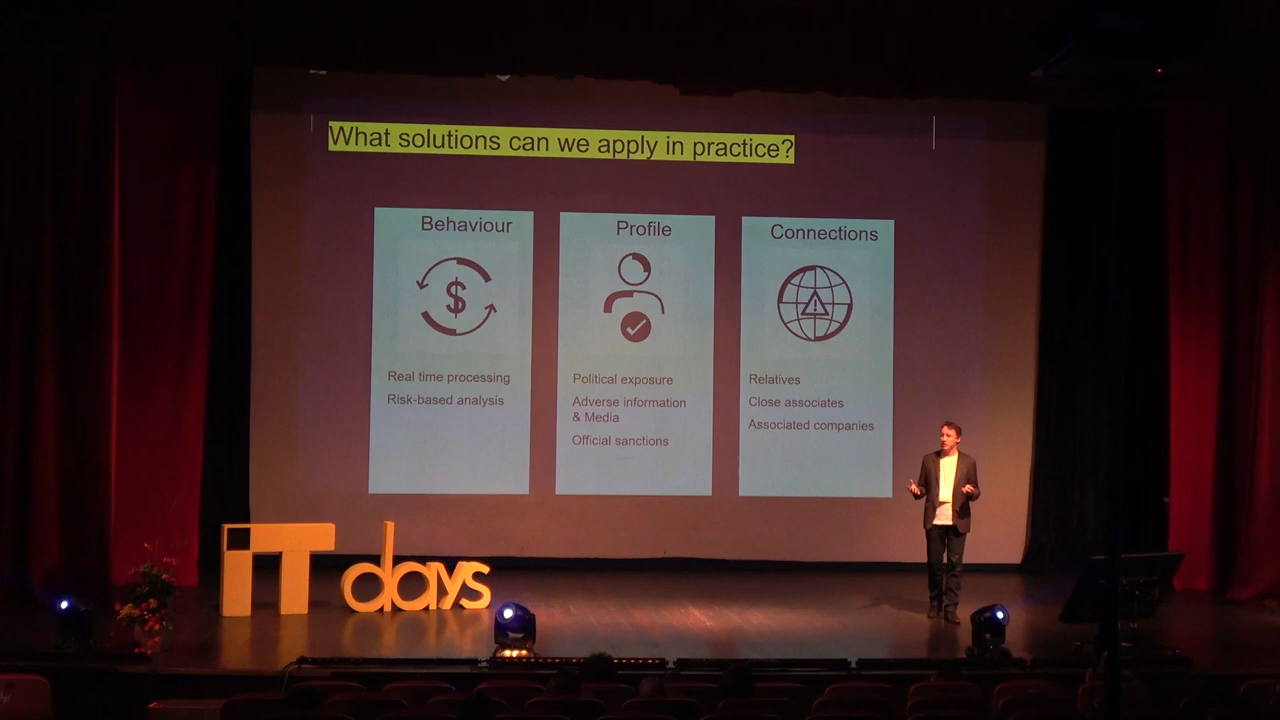 What solutions can we apply in practice?
Behaviour
$
Real time processing
Risk-based analysis
Profile
Political exposure
Adverse information
& Media
Official sanctions
Connections
!
Relatives
Close associates
Associated companies
iT days